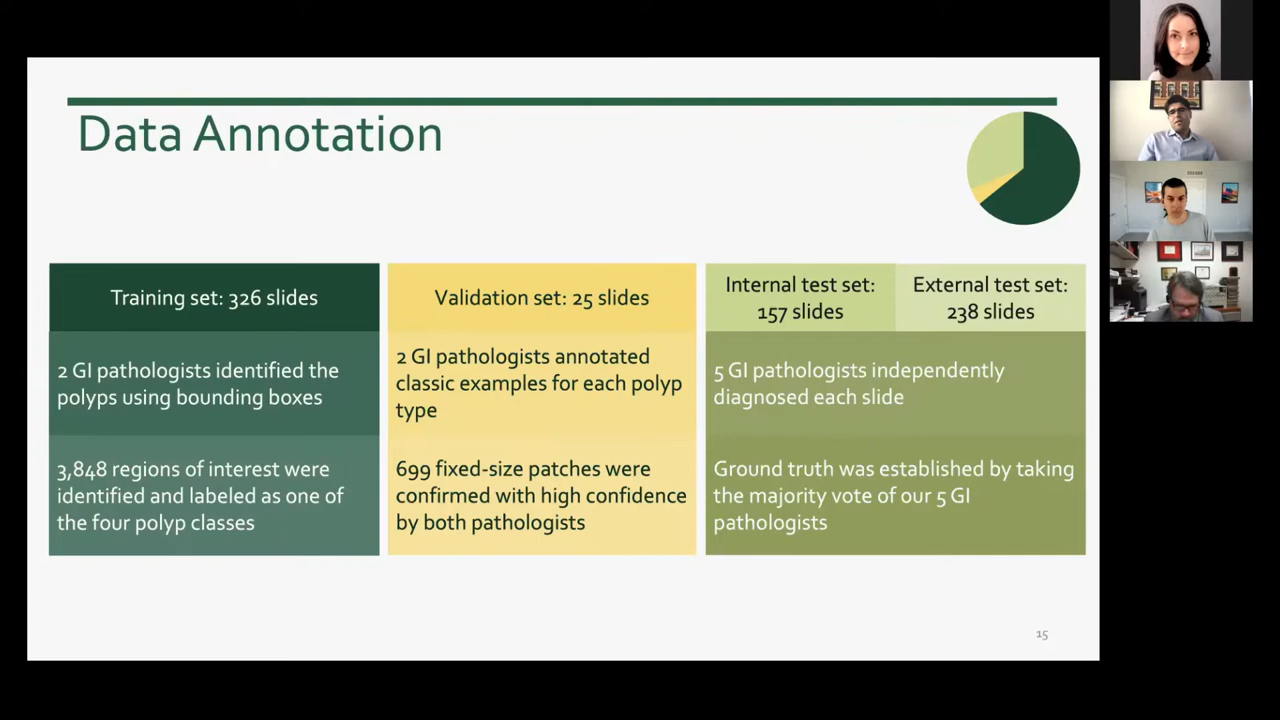 Data Annotation
Training set: 326 slides
2 GI pathologists identified the
polyps using bounding boxes
3,848 regions of interest were
identified and labeled as one of
the four polyp classes
Validation set: 25 slides
2 GI pathologists annotated
classic examples for each polyp
type
699 fixed-size patches were
confirmed with high confidence
by both pathologists
Internal test set:
157 slides
External test set:
238 slides
5 GI pathologists independently
diagnosed each slide
Ground truth was established by taking
the majority vote of our 5 GI
pathologists
15